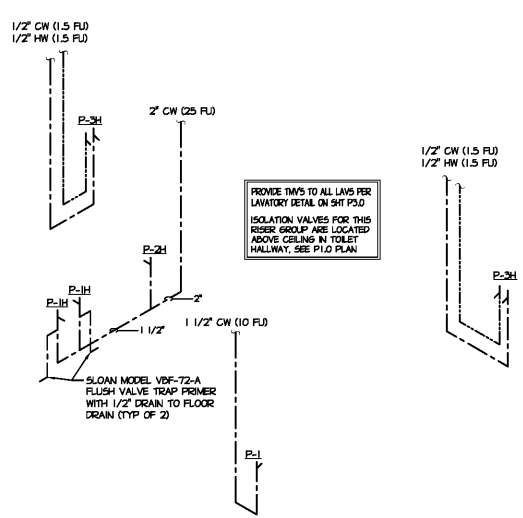 1/2" CW (1.5 FU)
1/2" HW (1.5 FU)
P-3H
2" CW (25 FU)
1/2" CW (1.5 FU)
1/2" HW (1.5 FU)
PROVIDE TMV'S TO ALL LAVS PER
LAVATORY DETAIL ON SHT P3.0
ISOLATION VALVES FOR THIS
RISER GROUP ARE LOCATED
ABOVE CEILING IN TOILET
HALLWAY, SEE P1.0 PLAN
P-2H
P-3H
P-1H
P-1H
2"
1 1/2"
1 1/2" CW (10 FU)
SLOAN MODEL VBF-72-A
FLUSH VALVE TRAP PRIMER
WITH 1/2" DRAIN TO FLOOR
DRAIN (TYP OF 2)
P-1